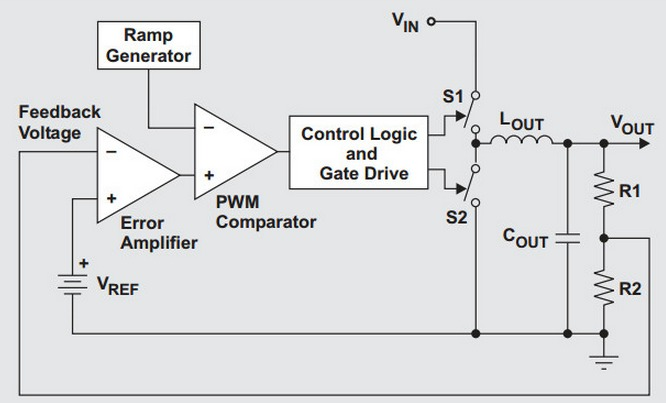 V_IN
Ramp
Generator
S1
L_OUT
V_OUT
Feedback
Voltage
−
−
Control Logic
and
Gate Drive
+
+
R1
PWM
Comparator
S2
Error
Amplifier
C_OUT
+
V_REF
R2